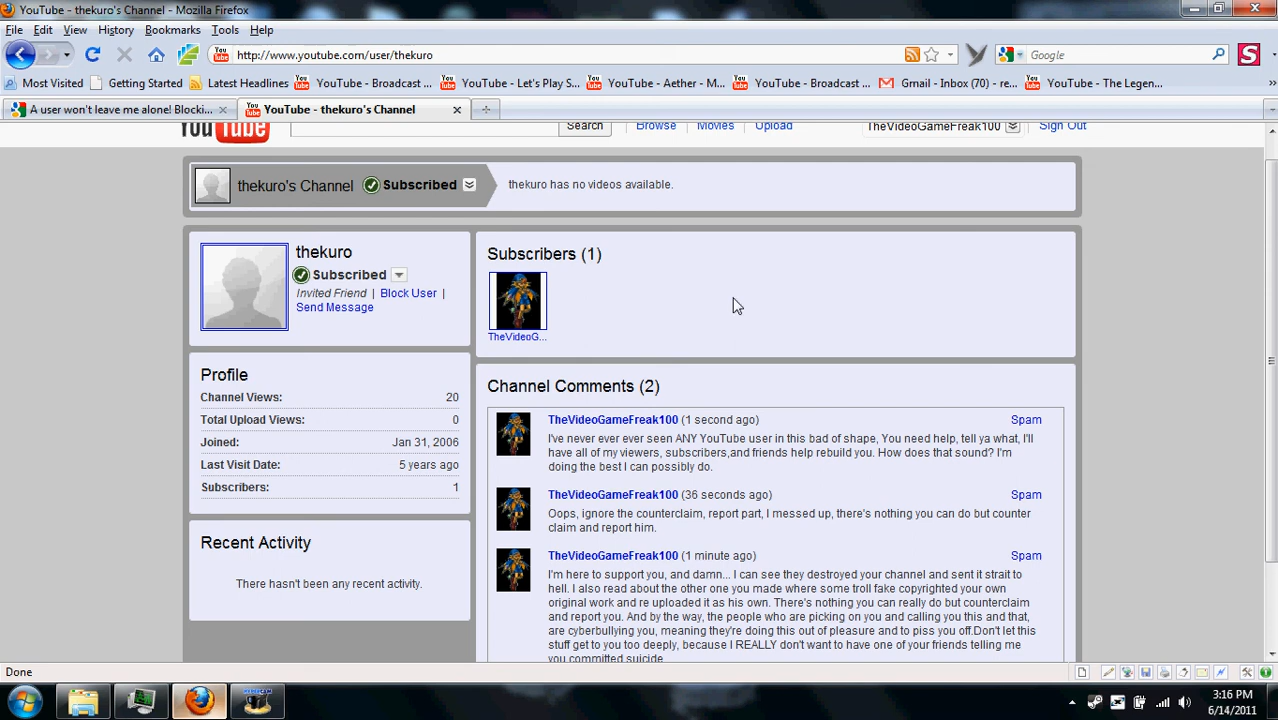 YouTube - thekuro's Channel - Mozilla Firefox
File Edit View History Bookmarks Tools Help
You Tube http://www.youtube.com/user/thekuro Google S
Most Visited Getting Started Latest Headlines YouTube - Broadcast ... YouTube - Let's Play S... YouTube - Aether - M... YouTube - Broadcast ... Gmail - Inbox (70) - re... YouTube - The Legen...
A user won't leave me alone! Blocki... YouTube - thekuro's Channel
YouTube Search Browse Movies Upload TheVideoGameFreak100 Sign Out
thekuro's Channel Subscribed thekuro has no videos available.
thekuro
Subscribed
Invited Friend | Block User |
Send Message
Subscribers (1)
TheVideoG...
Profile
Channel Views: 20
Total Upload Views: 0
Joined: Jan 31, 2006
Last Visit Date: 5 years ago
Subscribers: 1
Recent Activity
There hasn't been any recent activity.
Channel Comments (2)
TheVideoGameFreak100 (1 second ago) Spam
I've never ever ever seen ANY YouTube user in this bad of shape, You need help, tell ya what, I'll
have all of my viewers, subscribers,and friends help rebuild you. How does that sound? I'm
doing the best I can possibly do.
TheVideoGameFreak100 (36 seconds ago) Spam
Oops, ignore the counterclaim, report part, I messed up, there's nothing you can do but counter
claim and report him.
TheVideoGameFreak100 (1 minute ago) Spam
I'm here to support you, and damn... I can see they destroyed your channel and sent it strait to
hell. I also read about the other one you made where some troll fake copyrighted your own
original work and re uploaded it as his own. There's nothing you can really do but counterclaim
and report you. And by the way, the people who are picking on you and calling you this and that,
are cyberbullying you, meaning they're doing this out of pleasure and to piss you off.Don't let this
stuff get to you too deeply, because I REALLY don't want to have one of your friends telling me
you committed suicide
Done
3:16 PM
6/14/2011